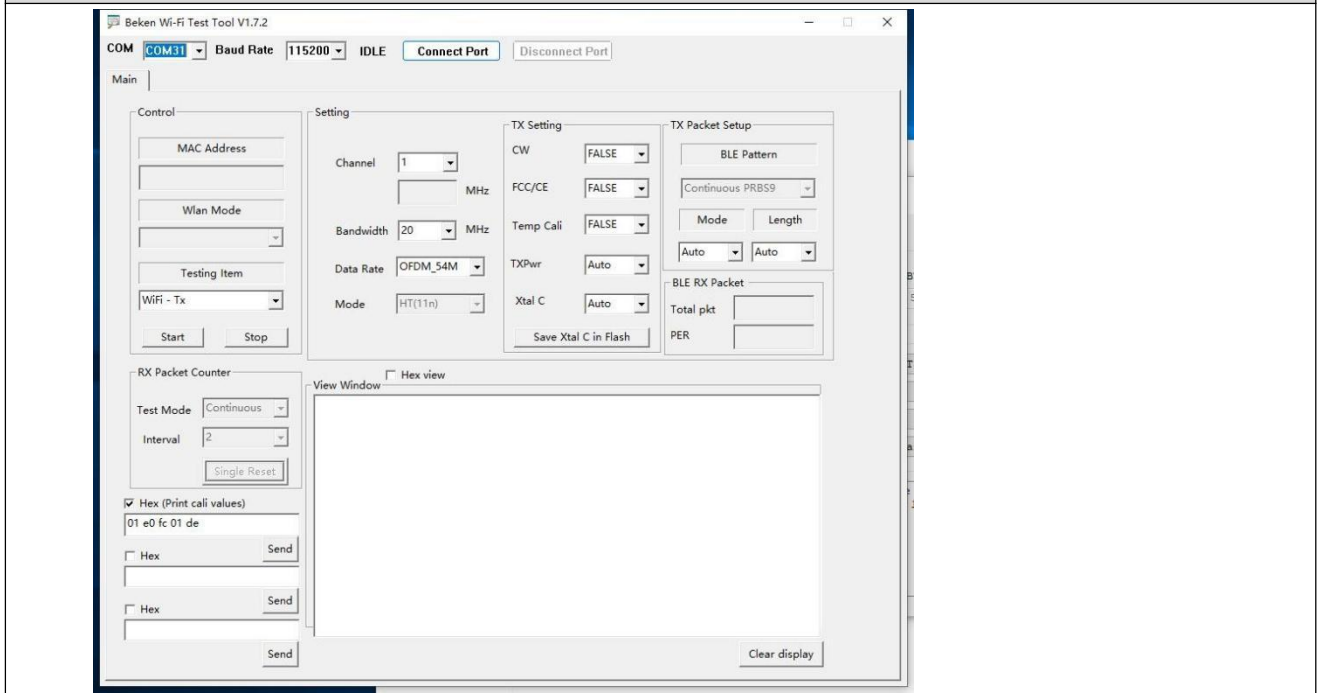 Beken Wi-Fi Test Tool V1.7.2
COM COM31 Baud Rate 115200 IDLE Connect Port Disconnect Port
Main
Control
MAC Address
Wlan Mode
Testing Item
WiFi - Tx
Start Stop
Setting
Channel 1
MHz
Bandwidth 20 MHz
Data Rate OFDM_54M
Mode HT(11n)
TX Setting
CW FALSE
FCC/CE FALSE
Temp Cali FALSE
TXPwr Auto
Xtal C Auto
Save Xtal C in Flash
TX Packet Setup
BLE Pattern
Continuous PRBS9
Mode Length
Auto Auto
BLE RX Packet
Total pkt
PER
RX Packet Counter
Test Mode Continuous
Interval 2
Single Reset
Hex view
View Window
Hex (Print cali values)
01 e0 fc 01 de
Send
Hex
Send
Hex
Send
Clear display